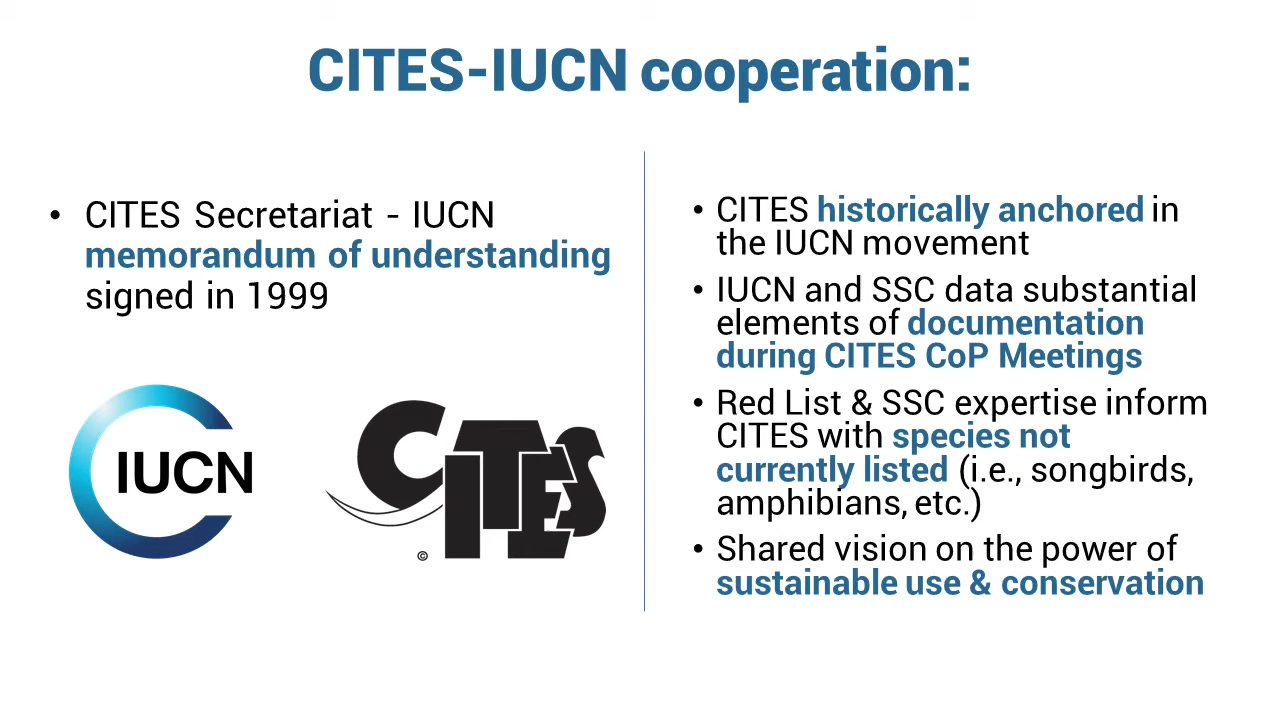 CITES-IUCN cooperation:
• CITES Secretariat - IUCN
memorandum of understanding
signed in 1999
IUCN
CITES
©
• CITES historically anchored in
the IUCN movement
• IUCN and SSC data substantial
elements of documentation
during CITES CoP Meetings
• Red List & SSC expertise inform
CITES with species not
currently listed (i.e., songbirds,
amphibians, etc.)
• Shared vision on the power of
sustainable use & conservation